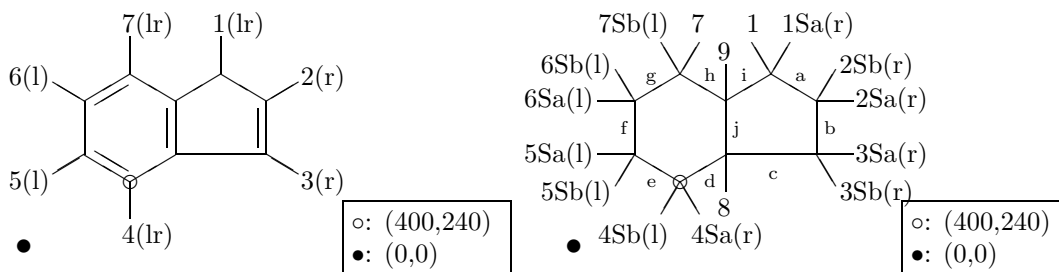 7(lr) 1(lr)
6(l) 2(r)
5(l) 3(r)
4(lr)
○: (400,240)
●: (0,0)
7Sb(l) 7 1 1Sa(r)
9
6Sb(l) g h i a 2Sb(r)
6Sa(l) 2Sa(r)
f j b
5Sa(l) 3Sa(r)
e d c
5Sb(l) 3Sb(r)
8
4Sb(l) 4Sa(r)
○: (400,240)
●: (0,0)